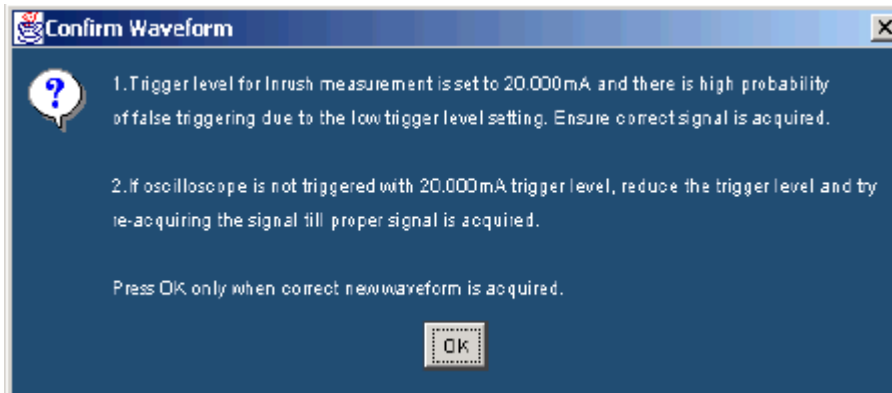 Confirm Waveform
1.Trigger level for Inrush measurement is set to 20.000mA and there is high probability
of false triggering due to the low trigger level setting. Ensure correct signal is acquired.
2.If oscilloscope is not triggered with 20.000mA trigger level, reduce the trigger level and try
re-acquiring the signal till proper signal is acquired.
Press OK only when correct new waveform is acquired.
OK